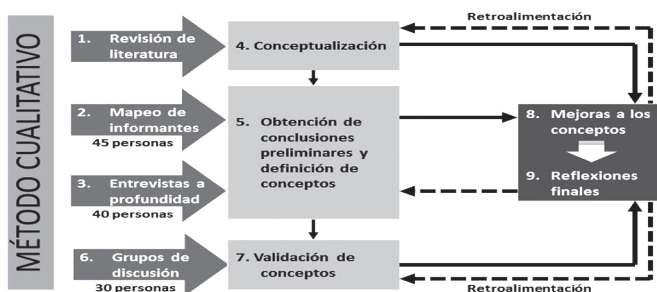 MÉTODO CUALITATIVO
Retroalimentación
1. Revisión de
literatura
4. Conceptualización
2. Mapeo de
informantes
45 personas
5. Obtención de
conclusiones
preliminares y
definición de
conceptos
8. Mejoras a los
conceptos
9. Reflexiones
finales
3. Entrevistas a
profundidad
40 personas
6. Grupos de
discusión
30 personas
7. Validación de
conceptos
Retroalimentación